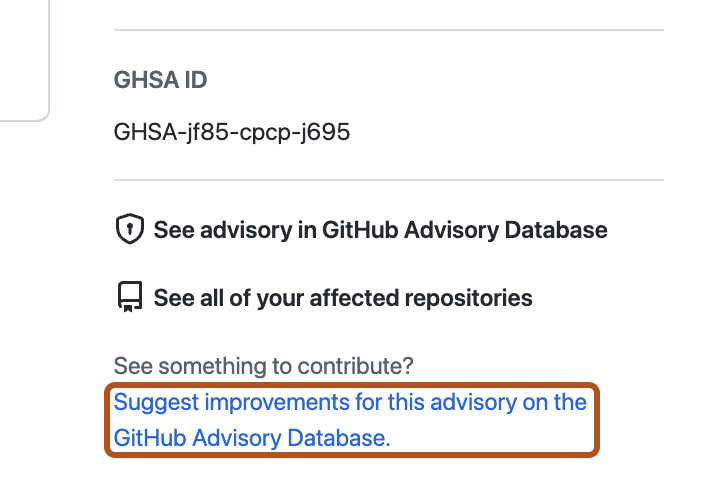 GHSA ID
GHSA-jf85-cpcp-j695
See advisory in GitHub Advisory Database
See all of your affected repositories
See something to contribute?
Suggest improvements for this advisory on the
GitHub Advisory Database.